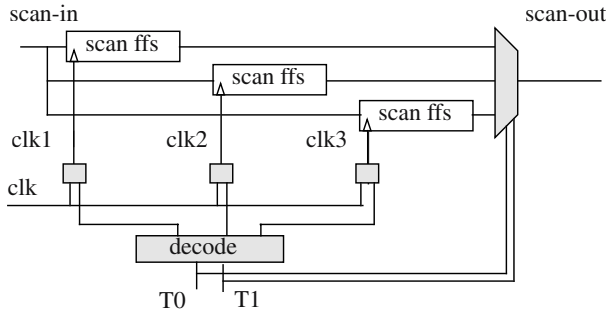 scan-in
scan-out
scan ffs
scan ffs
scan ffs
clk1
clk2
clk3
clk
decode
T0
T1